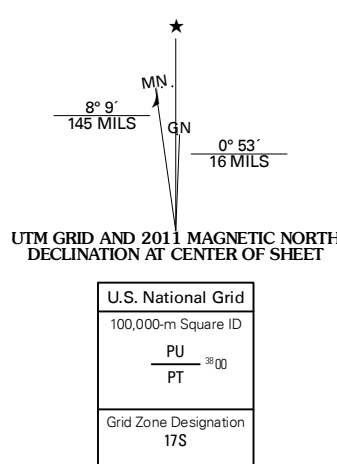 ★
MN
8° 9´
145 MILS
GN
0° 53´
16 MILS
UTM GRID AND 2011 MAGNETIC NORTH
DECLINATION AT CENTER OF SHEET
U.S. National Grid
100,000-m Square ID
PU
PT
3800
Grid Zone Designation
17S